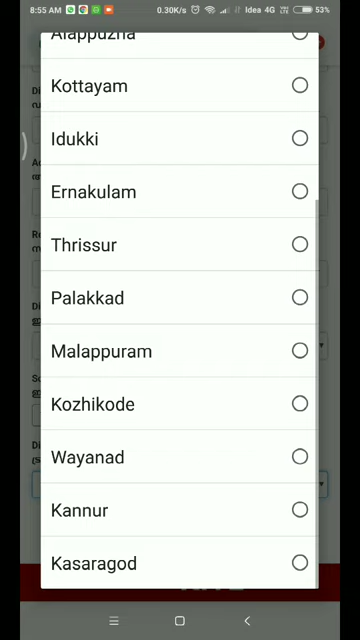 8:55 AM
0.30K/s
Idea 4G
53%
Alappuzha
Kottayam
Idukki
Ernakulam
Thrissur
Palakkad
Malappuram
Kozhikode
Wayanad
Kannur
Kasaragod